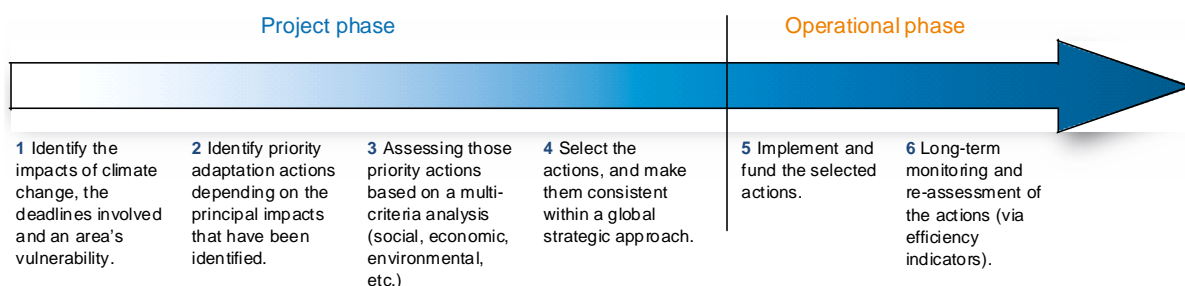 Project phase
Operational phase
1 Identify the
impacts of climate
change, the
deadlines involved
and an area's
vulnerability.
2 Identify priority
adaptation actions
depending on the
principal impacts
that have been
identified.
3 Assessing those
priority actions
based on a multi-
criteria analysis
(social, economic,
environmental,
etc.)
4 Select the
actions, and make
them consistent
within a global
strategic approach.
5 Implement and
fund the selected
actions.
6 Long-term
monitoring and
re-assessment of
the actions (via
efficiency
indicators).